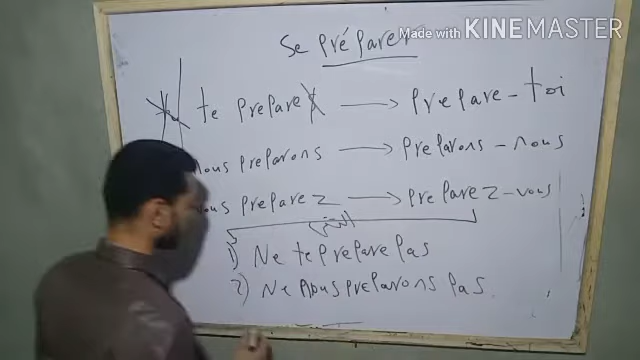 Made with KINEMASTER
Se préparer
te prepare → prepare-toi
nous preparons → preparons-nous
vous preparez → preparez-vous
النفي
1) Ne te prepare pas
2) Ne nous preparons pas.